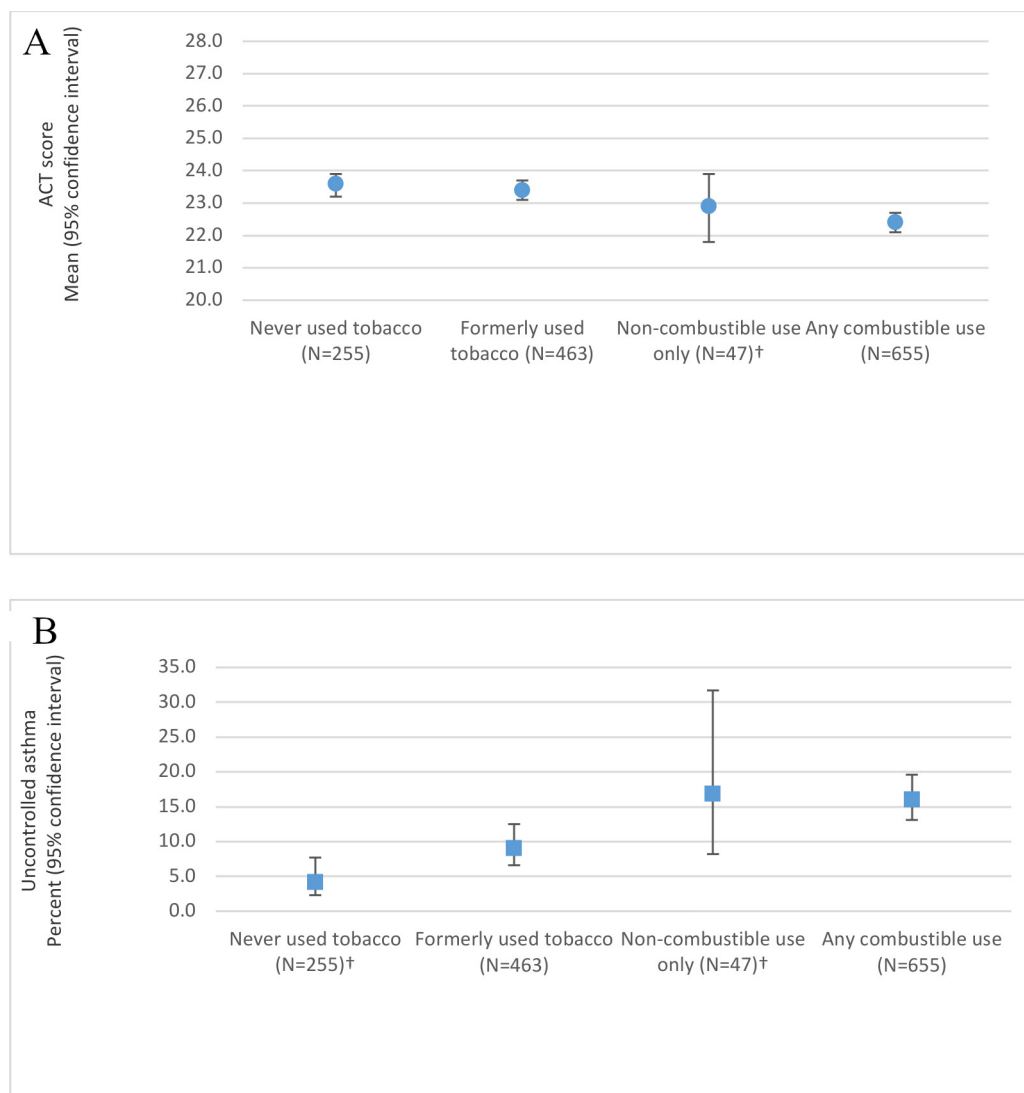 A
ACT score
Mean (95% confidence interval)
28.0
27.0
26.0
25.0
24.0
23.0
22.0
21.0
20.0
Never used tobacco
(N=255)
Formerly used
tobacco (N=463)
Non-combustible use
only (N=47)†
Any combustible use
(N=655)
B
Uncontrolled asthma
Percent (95% confidence interval)
35.0
30.0
25.0
20.0
15.0
10.0
5.0
0.0
Never used tobacco
(N=255)†
Formerly used tobacco
(N=463)
Non-combustible use
only (N=47)†
Any combustible use
(N=655)